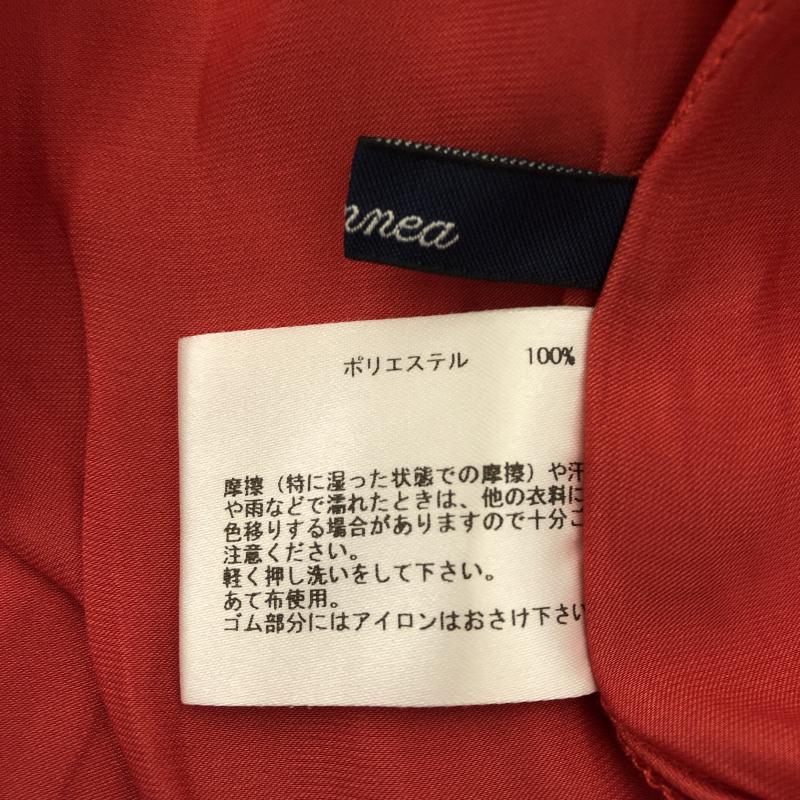 nnea
ポリエステル 100%
摩擦（特に湿った状態での摩擦）や汗
や雨などで濡れたときは、他の衣料に
色移りする場合がありますので十分ご
注意ください。
軽く押し洗いをして下さい。
あて布使用。
ゴム部分にはアイロンはおさけ下さい